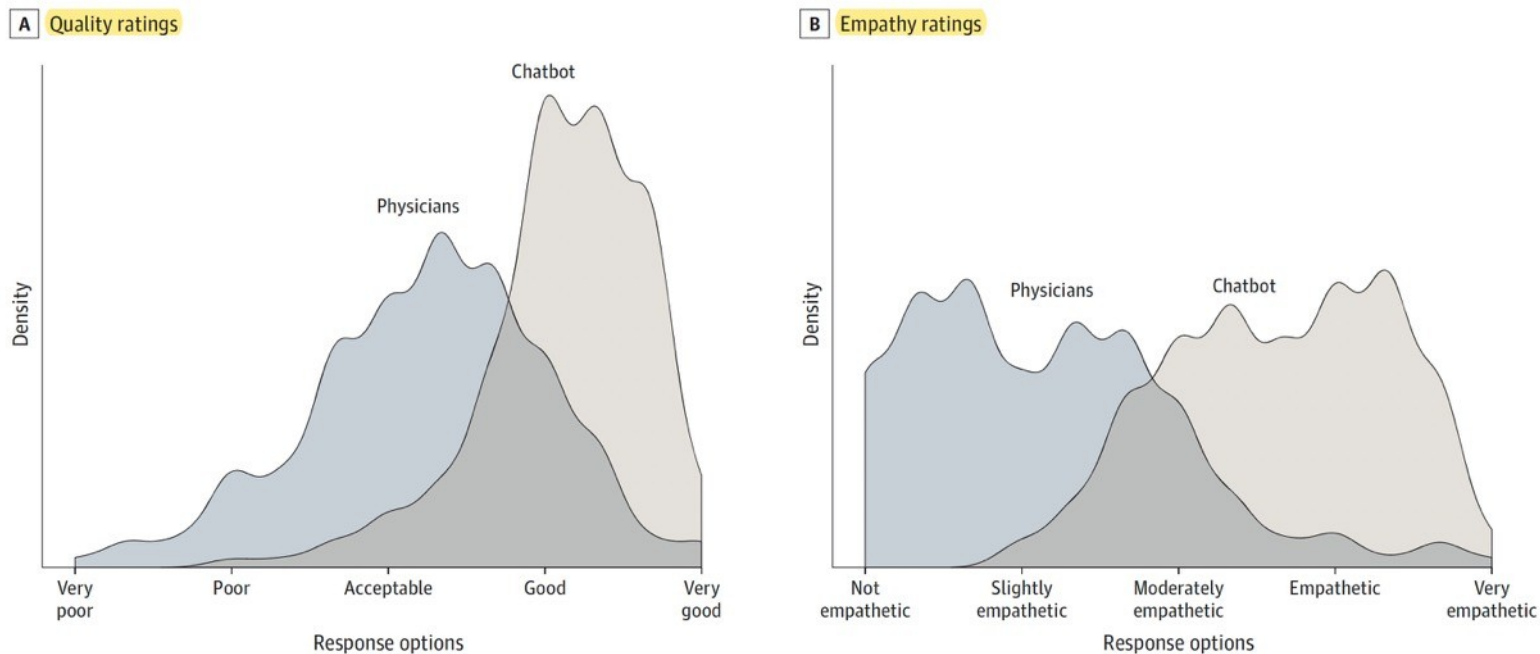 A Quality ratings
Chatbot
Physicians
Density
Very poor
Poor
Acceptable
Good
Very good
Response options
B Empathy ratings
Physicians
Chatbot
Density
Not empathetic
Slightly empathetic
Moderately empathetic
Empathetic
Very empathetic
Response options